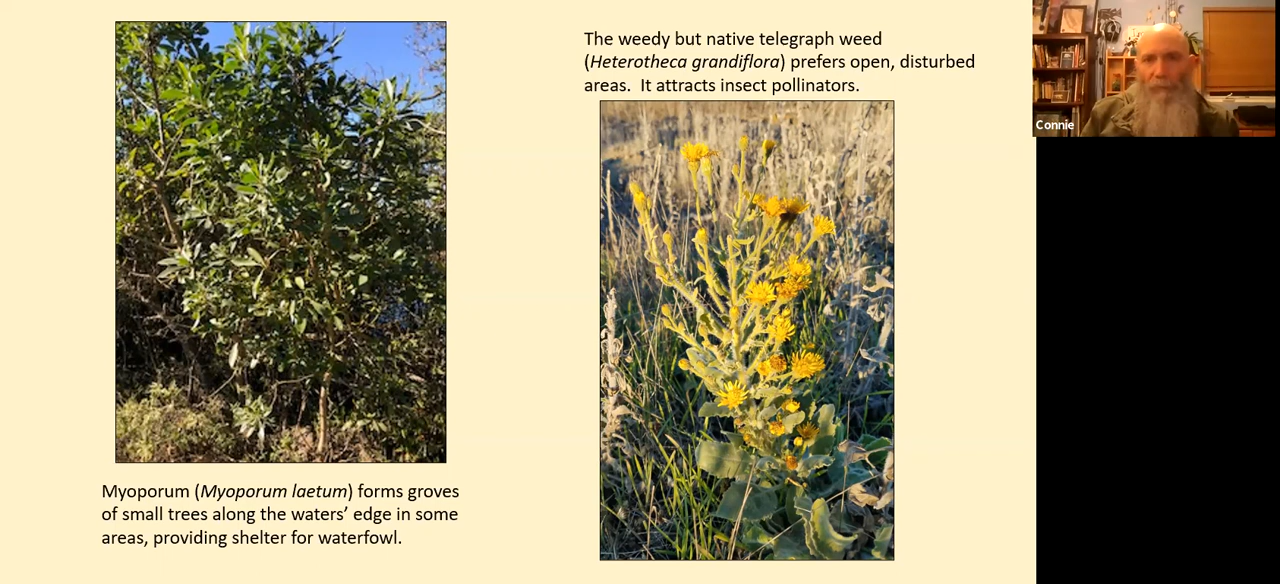 The weedy but native telegraph weed
(Heterotheca grandiflora) prefers open, disturbed
areas.  It attracts insect pollinators.
Connie
Myoporum (Myoporum laetum) forms groves
of small trees along the waters’ edge in some
areas, providing shelter for waterfowl.